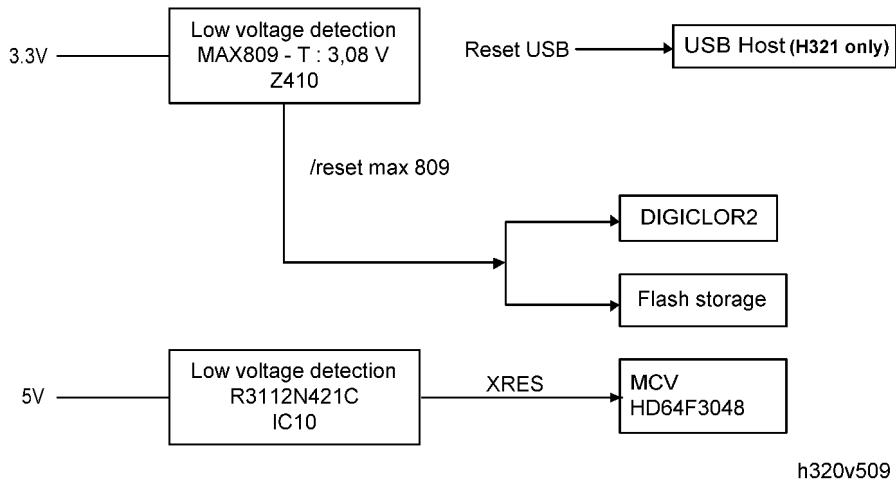 Low voltage detection
MAX809 - T : 3,08 V
Z410
3.3V
Reset USB
USB Host (H321 only)
/reset max 809
DIGICLOR2
Flash storage
Low voltage detection
R3112N421C
IC10
5V
XRES
MCV
HD64F3048
h320v509